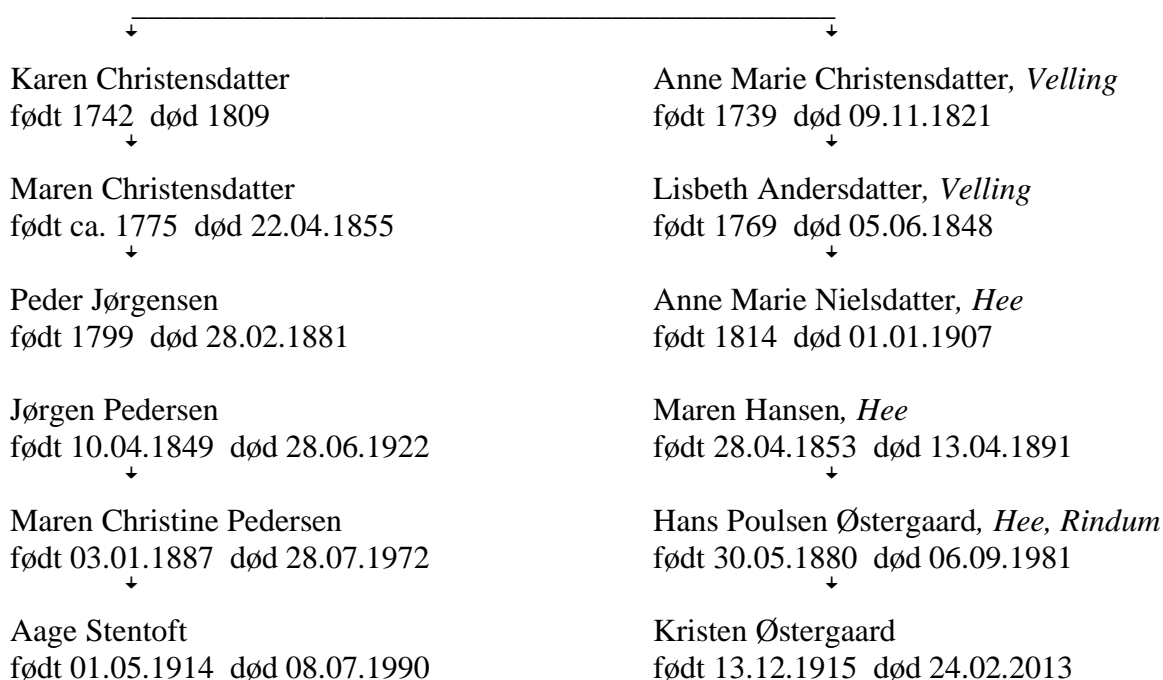 Karen Christensdatter
født 1742 død 1809
Maren Christensdatter
født ca. 1775 død 22.04.1855
Peder Jørgensen
født 1799 død 28.02.1881
Jørgen Pedersen
født 10.04.1849 død 28.06.1922
Maren Christine Pedersen
født 03.01.1887 død 28.07.1972
Aage Stentoft
født 01.05.1914 død 08.07.1990
Anne Marie Christensdatter, Velling
født 1739 død 09.11.1821
Lisbeth Andersdatter, Velling
født 1769 død 05.06.1848
Anne Marie Nielsdatter, Hee
født 1814 død 01.01.1907
Maren Hansen, Hee
født 28.04.1853 død 13.04.1891
Hans Poulsen Østergaard, Hee, Rindum
født 30.05.1880 død 06.09.1981
Kristen Østergaard
født 13.12.1915 død 24.02.2013